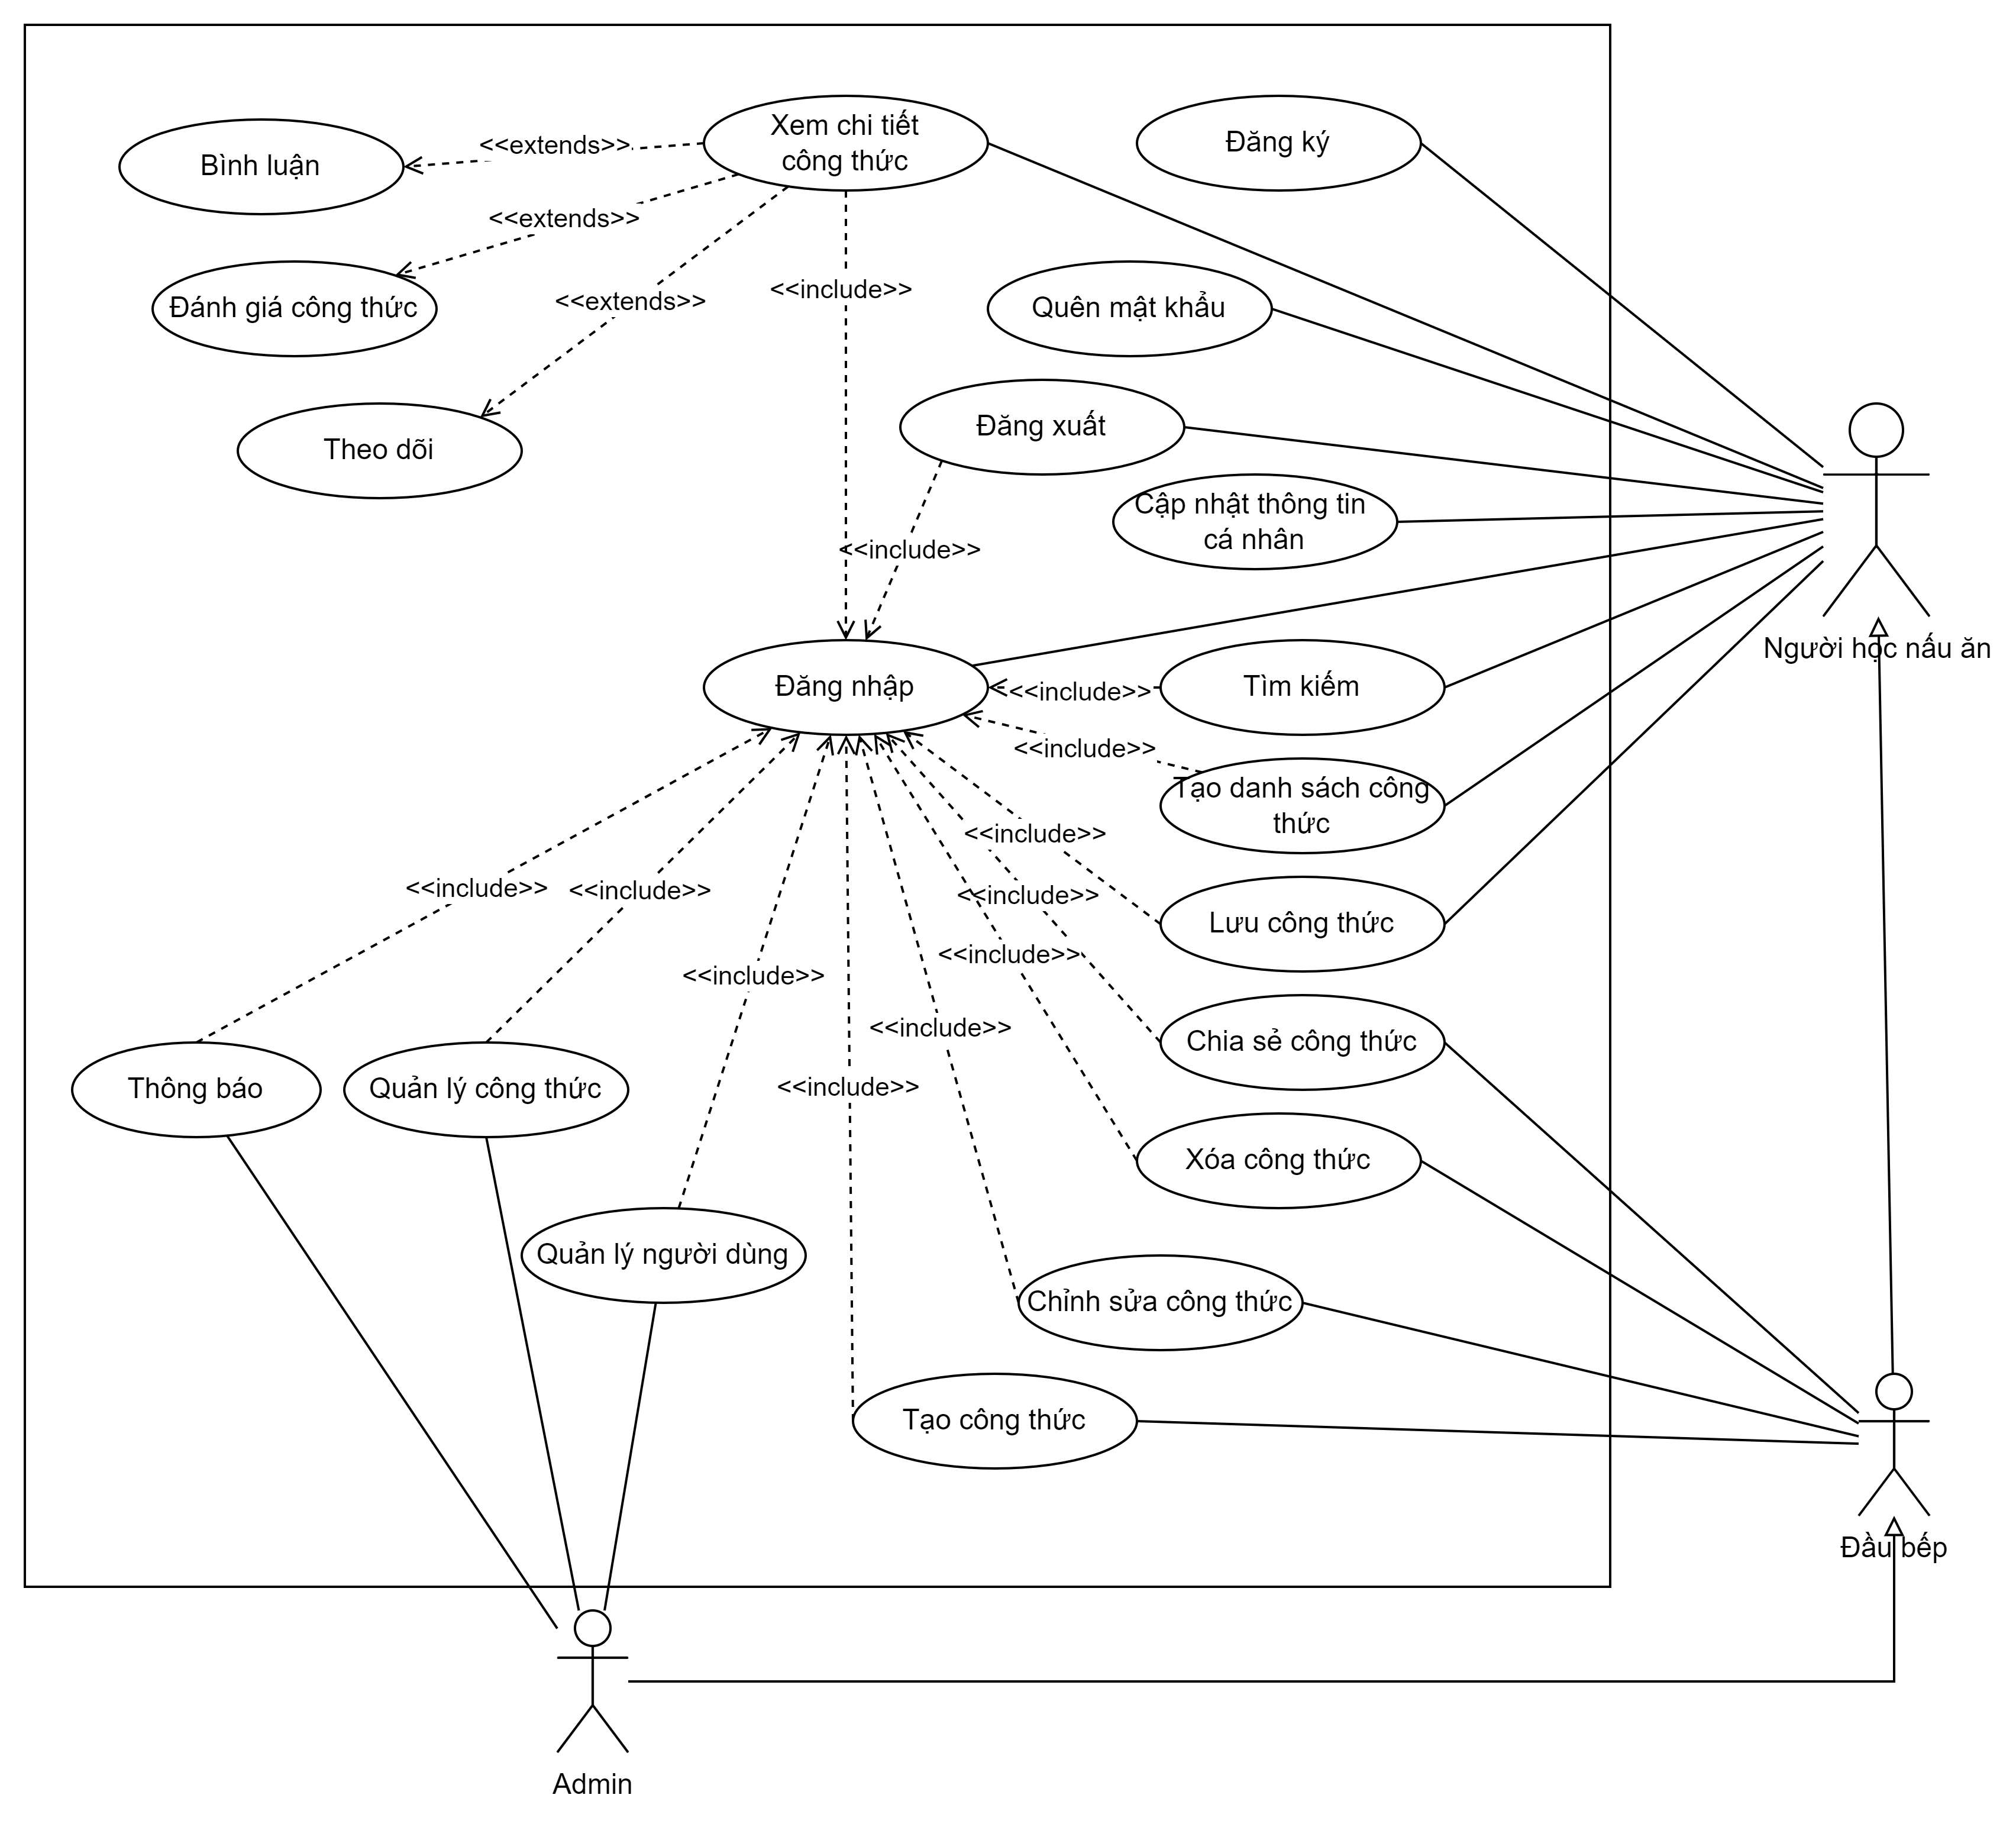 Xem chi tiết
công thức
Đăng ký
Bình luận
<<extends>>
<<extends>>
<<extends>>
<<include>>
Đánh giá công thức
Quên mật khẩu
Theo dõi
Đăng xuất
Cập nhật thông tin
cá nhân
<<include>>
Người học nấu ăn
Đăng nhập
<<include>>
Tìm kiếm
<<include>>
Tạo danh sách công
thức
<<include>>
<<include>>
<<include>>
<<include>>
Lưu công thức
<<include>>
<<include>>
<<include>>
Chia sẻ công thức
Thông báo
Quản lý công thức
<<include>>
Xóa công thức
Quản lý người dùng
Chỉnh sửa công thức
Tạo công thức
Đầu bếp
Admin